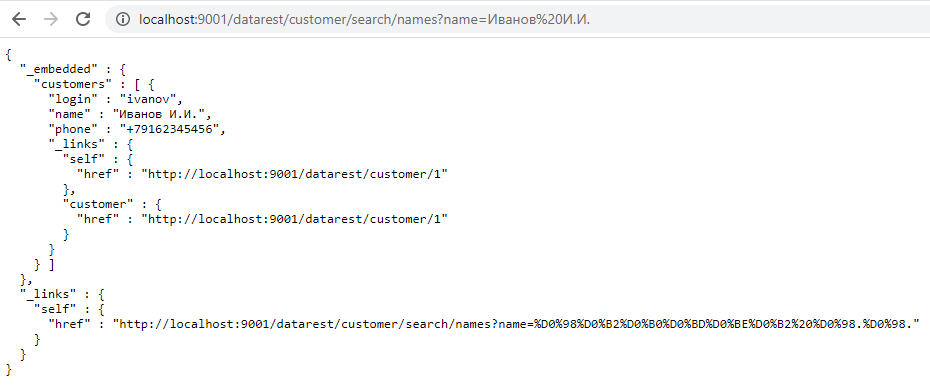 localhost:9001/datarest/customer/search/names?name=Иванов%20И.И.
{
  "_embedded" : {
    "customers" : [ {
      "login" : "ivanov",
      "name" : "Иванов И.И.",
      "phone" : "+79162345456",
      "_links" : {
        "self" : {
          "href" : "http://localhost:9001/datarest/customer/1"
        },
        "customer" : {
          "href" : "http://localhost:9001/datarest/customer/1"
        }
      }
    } ]
  },
  "_links" : {
    "self" : {
      "href" : "http://localhost:9001/datarest/customer/search/names?name=%D0%98%D0%B2%D0%B0%D0%BD%D0%BE%D0%B2%20%D0%98.%D0%98."
    }
  }
}